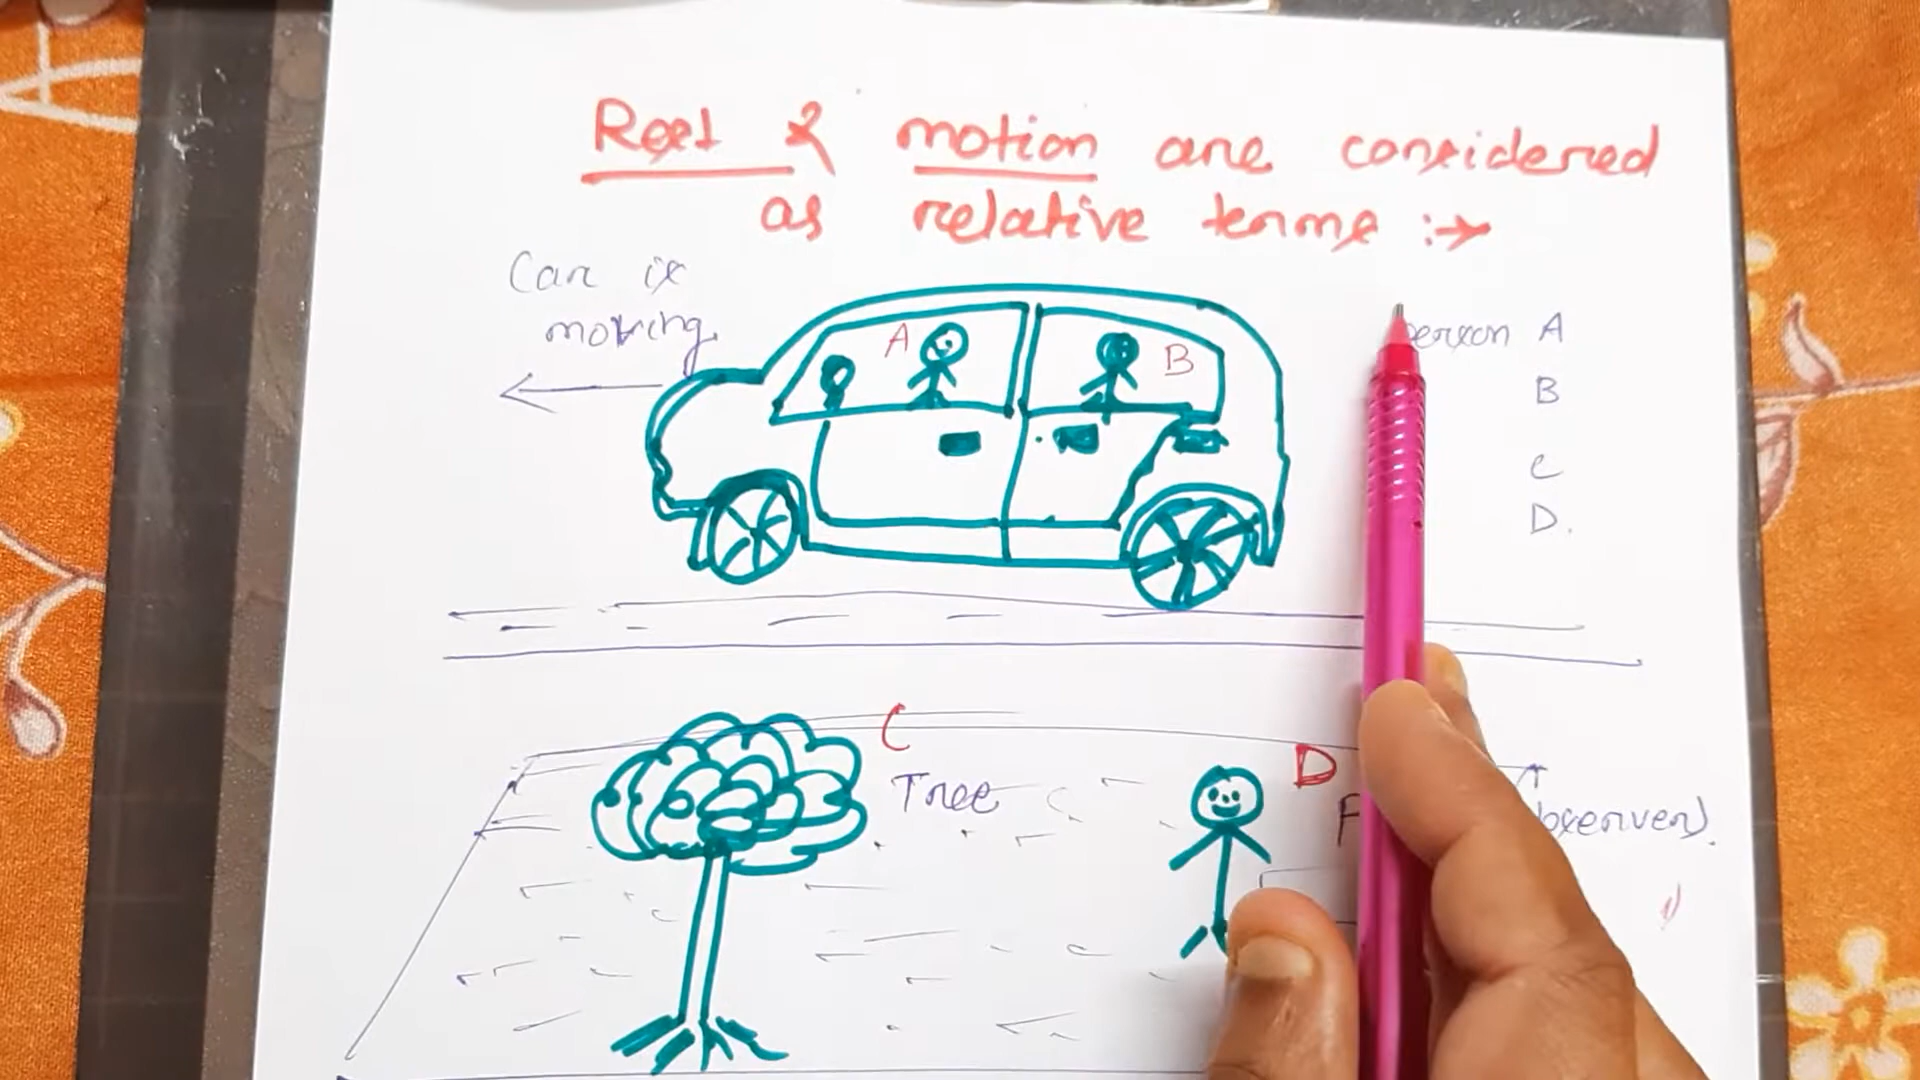 Rest & motion are considered
as relative terms :→
Car is
moving
A
B
person A
B
C
D.
C
Tree
D